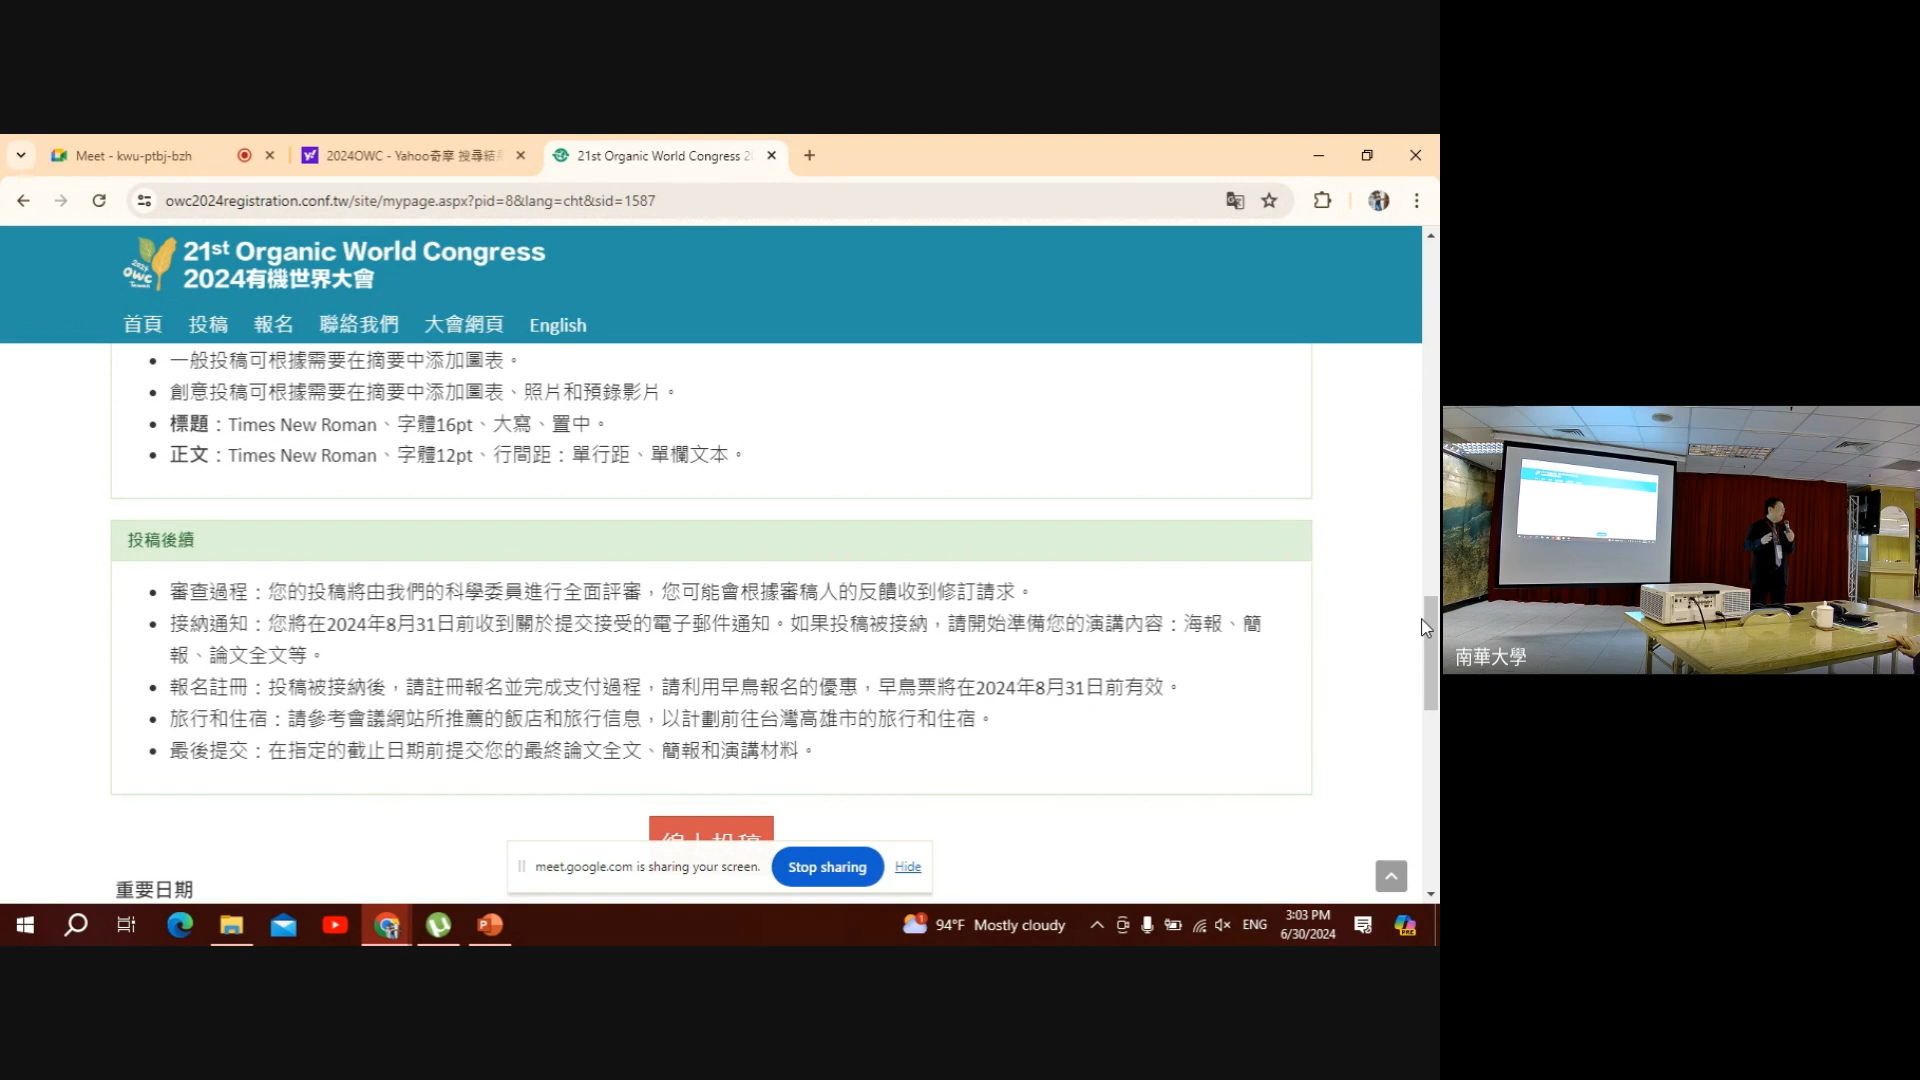 Meet - kwu-ptbj-bzh
2024OWC - Yahoo奇摩 搜尋結
21st Organic World Congress 2
owc2024registration.conf.tw/site/mypage.aspx?pid=8&lang=cht&sid=1587
2024 OWC Taiwan
21st Organic World Congress
2024有機世界大會
首頁 投稿 報名 聯絡我們 大會網頁 English
一般投稿可根據需要在摘要中添加圖表。
創意投稿可根據需要在摘要中添加圖表、照片和預錄影片。
標題：Times New Roman、字體16pt、大寫、置中。
正文：Times New Roman、字體12pt、行間距：單行距、單欄文本。
投稿後續
審查過程：您的投稿將由我們的科學委員進行全面評審，您可能會根據審稿人的反饋收到修訂請求。
接納通知：您將在2024年8月31日前收到關於提交接受的電子郵件通知。如果投稿被接納，請開始準備您的演講內容：海報、簡
報、論文全文等。
報名註冊：投稿被接納後，請註冊報名並完成支付過程，請利用早鳥報名的優惠，早鳥票將在2024年8月31日前有效。
旅行和住宿：請參考會議網站所推薦的飯店和旅行信息，以計劃前往台灣高雄市的旅行和住宿。
最後提交：在指定的截止日期前提交您的最終論文全文、簡報和演講材料。
線上投稿
meet.google.com is sharing your screen. Stop sharing Hide
重要日期
94°F Mostly cloudy ENG
3:03 PM
6/30/2024
南華大學